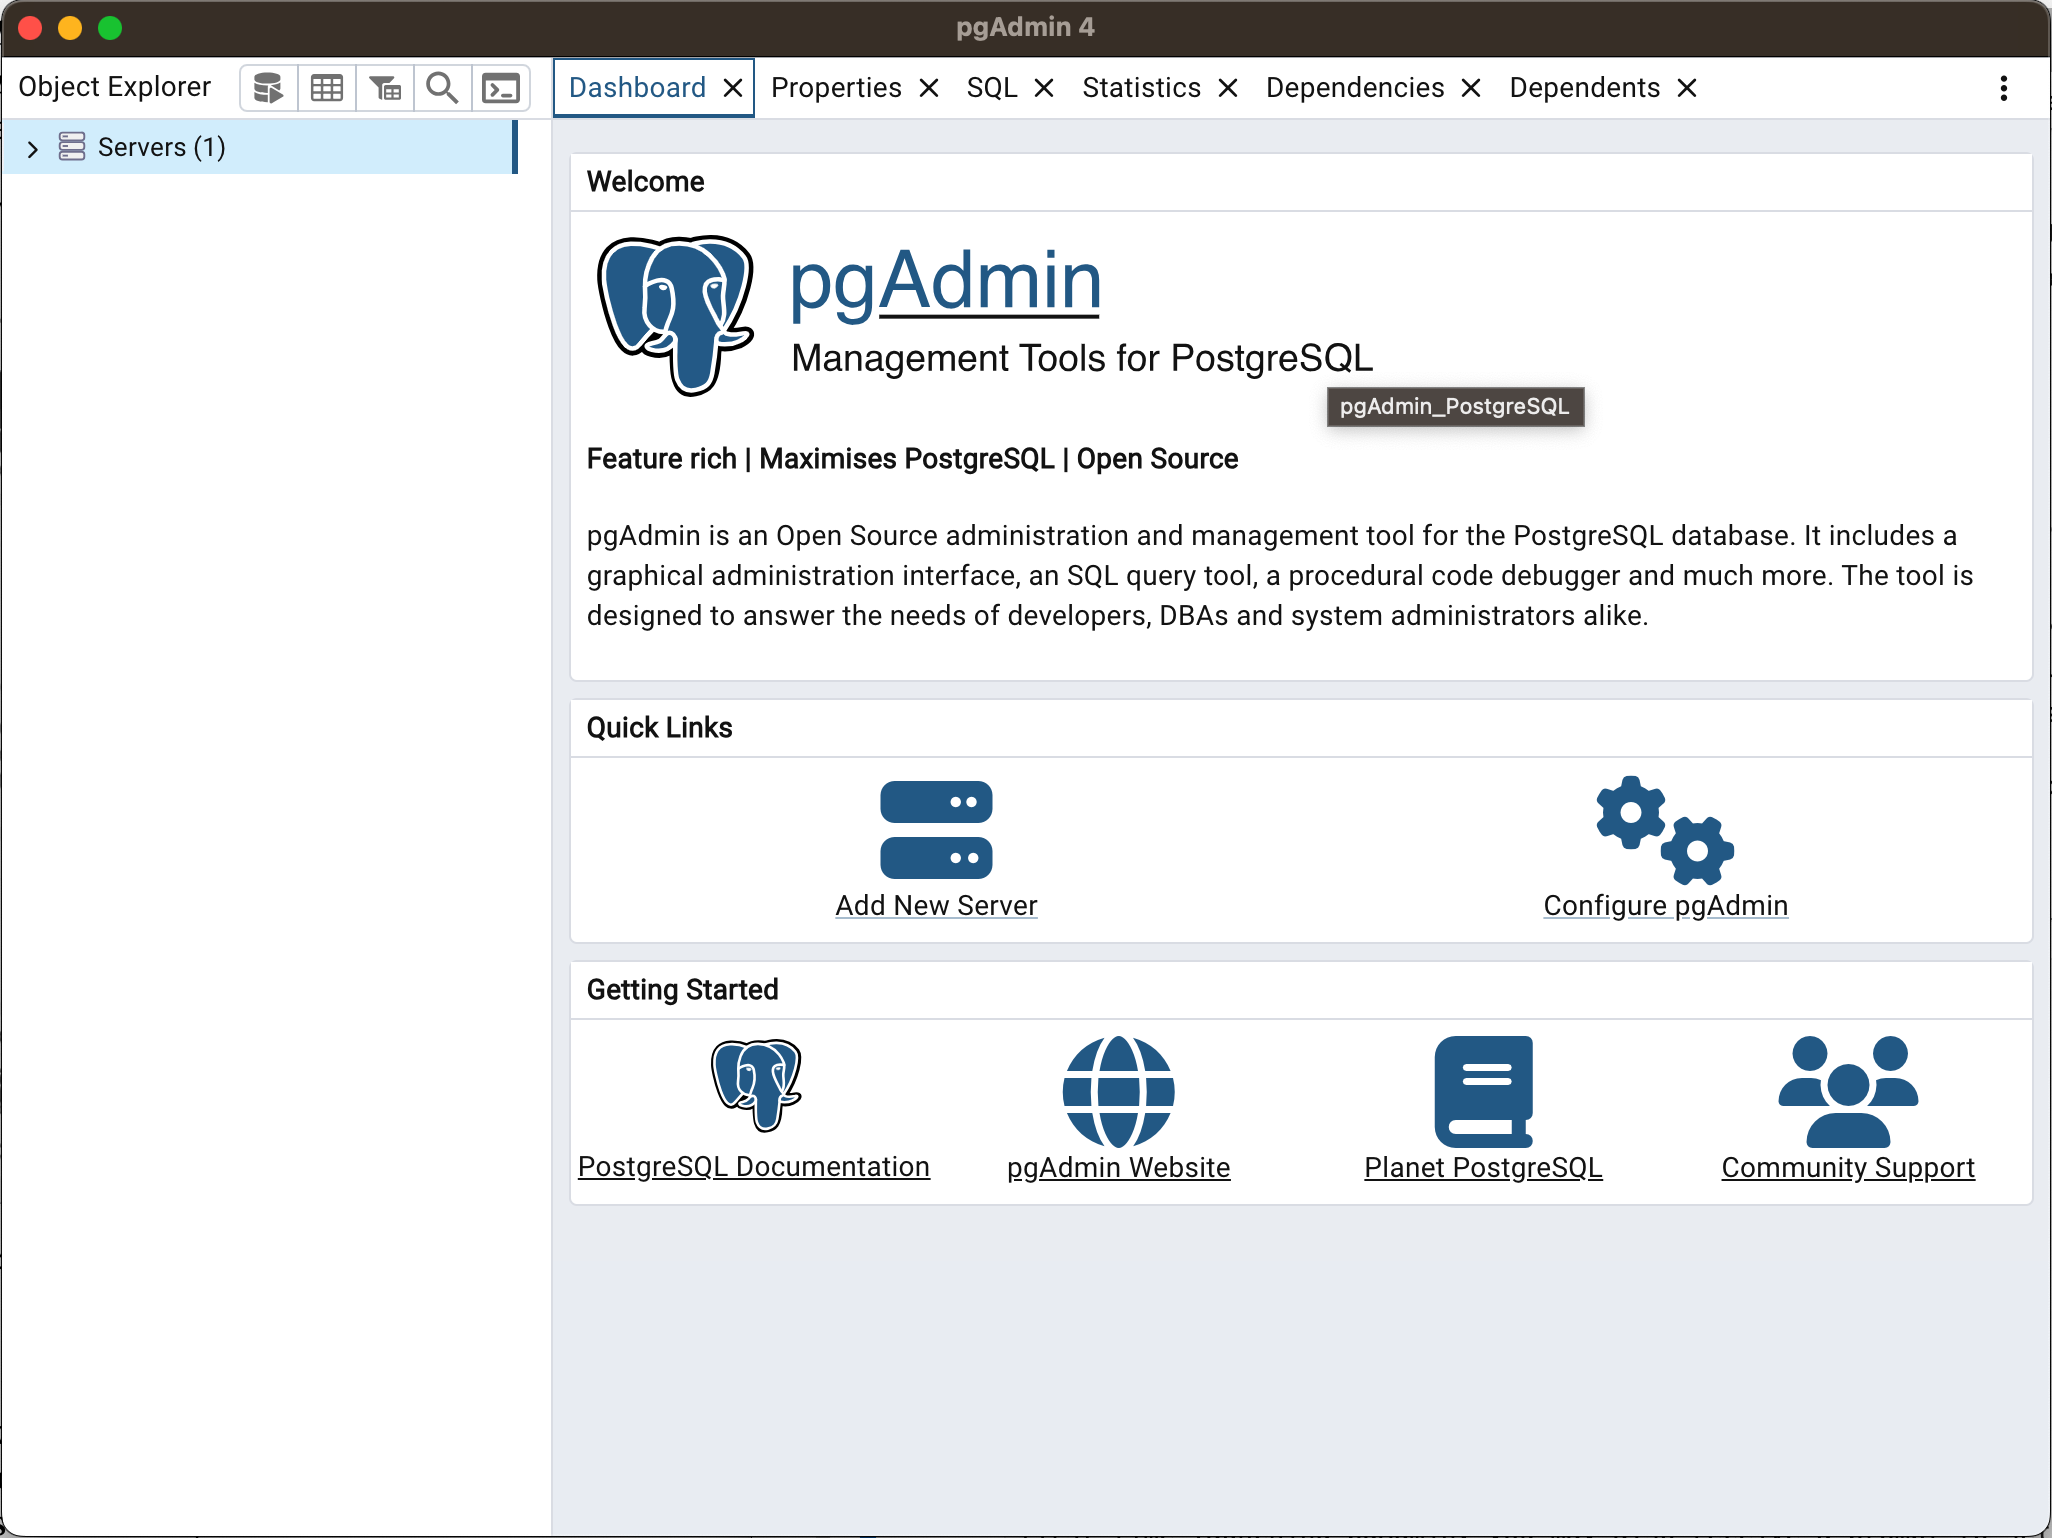 pgAdmin 4
Object Explorer
Dashboard Properties SQL Statistics Dependencies Dependents
Servers (1)
Welcome
pgAdmin
Management Tools for PostgreSQL
pgAdmin_PostgreSQL
Feature rich | Maximises PostgreSQL | Open Source
pgAdmin is an Open Source administration and management tool for the PostgreSQL database. It includes a
graphical administration interface, an SQL query tool, a procedural code debugger and much more. The tool is
designed to answer the needs of developers, DBAs and system administrators alike.
Quick Links
Add New Server Configure pgAdmin
Getting Started
PostgreSQL Documentation pgAdmin Website Planet PostgreSQL Community Support